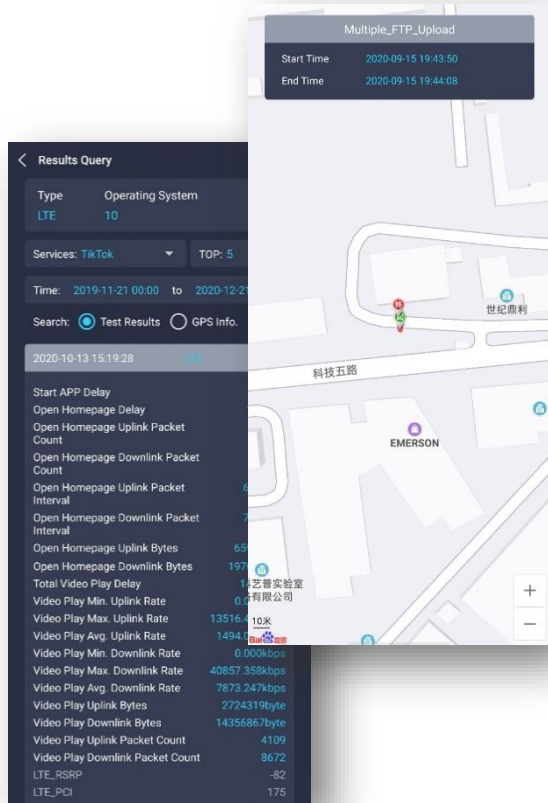 Results Query
Type Operating System
LTE 10
Services: TikTok TOP: 5
Time: 2019-11-21 00:00 to 2020-12-21
Search: Test Results GPS Info.
2020-10-13 15:19:28 LTE
Start APP Delay
Open Homepage Delay
Open Homepage Uplink Packet
Count
Open Homepage Downlink Packet
Count
Open Homepage Uplink Packet
Interval
Open Homepage Downlink Packet
Interval
Open Homepage Uplink Bytes
Open Homepage Downlink Bytes
Total Video Play Delay
Video Play Min. Uplink Rate
Video Play Max. Uplink Rate
Video Play Avg. Uplink Rate
Video Play Min. Downlink Rate 0.000kbps
Video Play Max. Downlink Rate 40857.358kbps
Video Play Avg. Downlink Rate 7873.247kbps
Video Play Uplink Bytes 2724319byte
Video Play Downlink Bytes 14356867byte
Video Play Uplink Packet Count 4109
Video Play Downlink Packet Count 8672
LTE_RSRP -82
LTE_PCI 175
Multiple_FTP_Upload
Start Time 2020-09-15 19:43:50
End Time 2020-09-15 19:44:08
世纪鼎利
科技五路
EMERSON
艺普实验室
有限公司
10米
Bai 地图